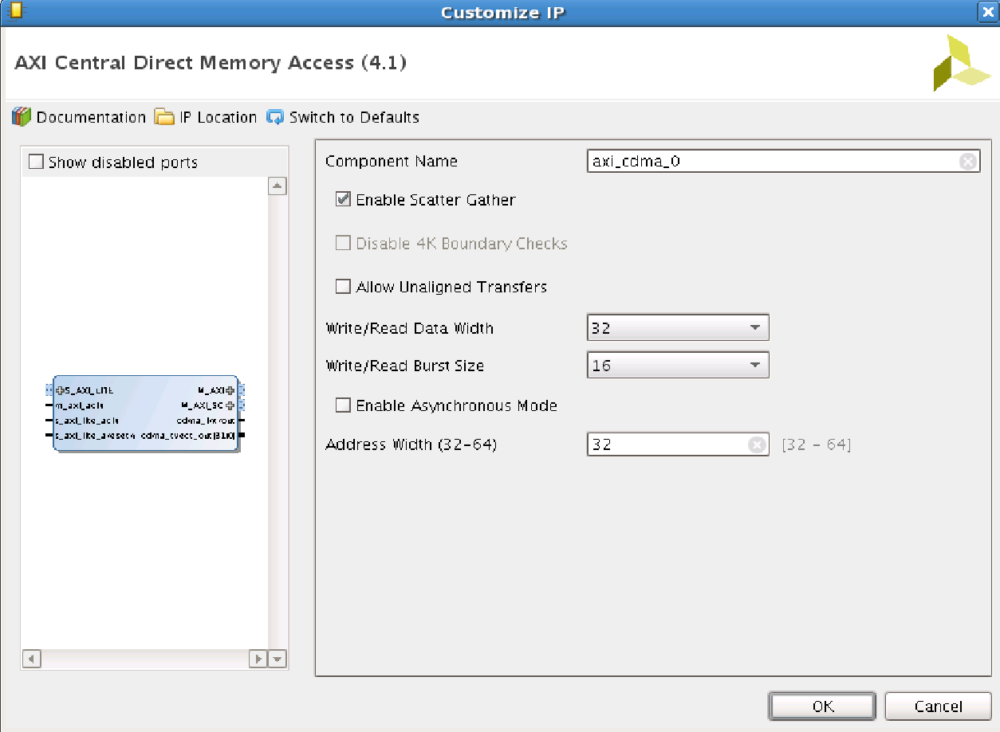 Customize IP
AXI Central Direct Memory Access (4.1)
Documentation IP Location Switch to Defaults
Show disabled ports
Component Name axi_cdma_0
Enable Scatter Gather
Disable 4K Boundary Checks
Allow Unaligned Transfers
Write/Read Data Width 32
Write/Read Burst Size 16
Enable Asynchronous Mode
Address Width (32-64) 32 [32 - 64]
S_AXI_LITE M_AXI
m_axi_aclk M_AXI_SG
s_axi_lite_aclk cdma_introut
s_axi_lite_aresetn cdma_tvect_out[31:0]
OK Cancel